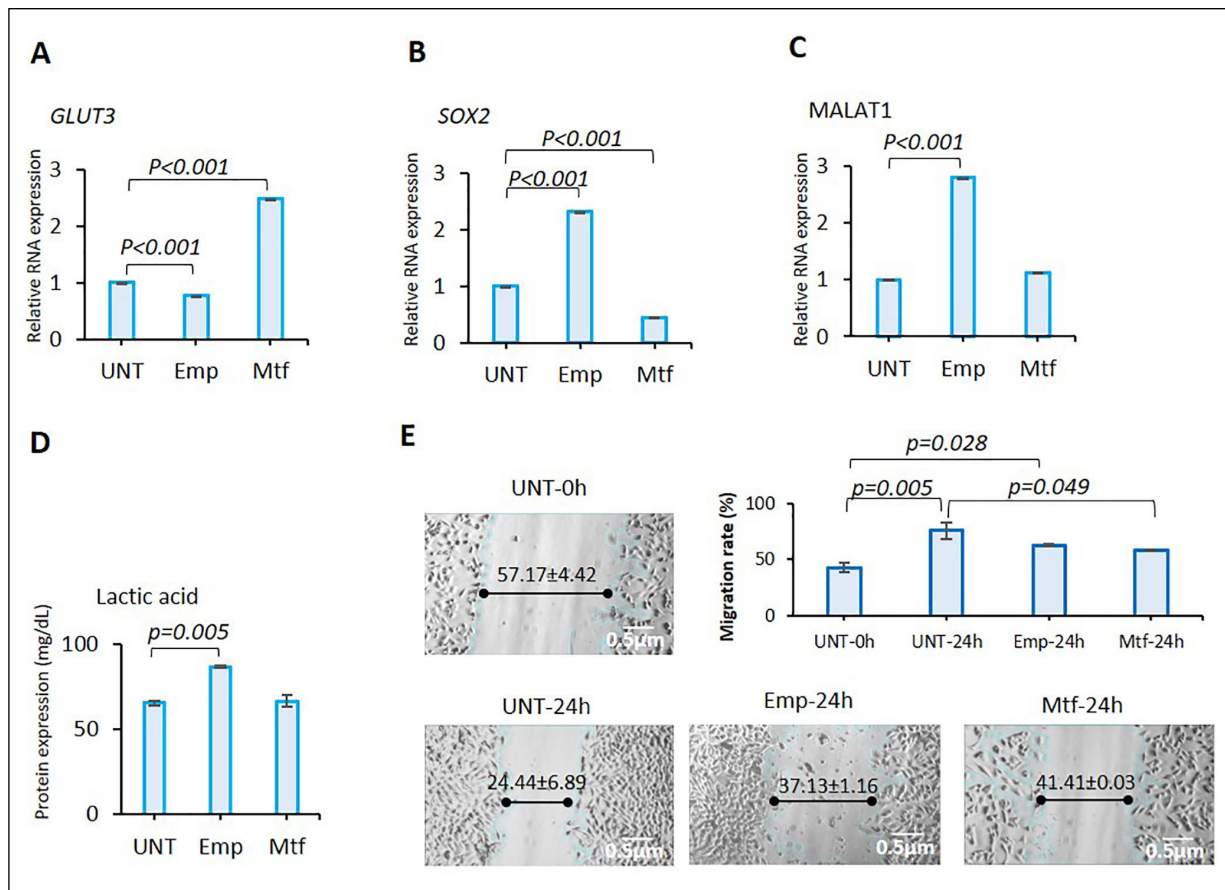 A
GLUT3
P<0.001
P<0.001
Relative RNA expression
3
2
1
0
UNT Emp Mtf
B
SOX2
P<0.001
P<0.001
Relative RNA expression
3
2
1
0
UNT Emp Mtf
C
MALAT1
P<0.001
Relative RNA expression
3
2
1
0
UNT Emp Mtf
D
Lactic acid
p=0.005
Protein expression (mg/dL)
100
50
0
UNT Emp Mtf
E
UNT-0h
57.17±4.42
0.5µm
p=0.028
p=0.005
p=0.049
Migration rate (%)
100
50
0
UNT-0h UNT-24h Emp-24h Mtf-24h
UNT-24h
24.44±6.89
0.5µm
Emp-24h
37.13±1.16
0.5µm
Mtf-24h
41.41±0.03
0.5µm